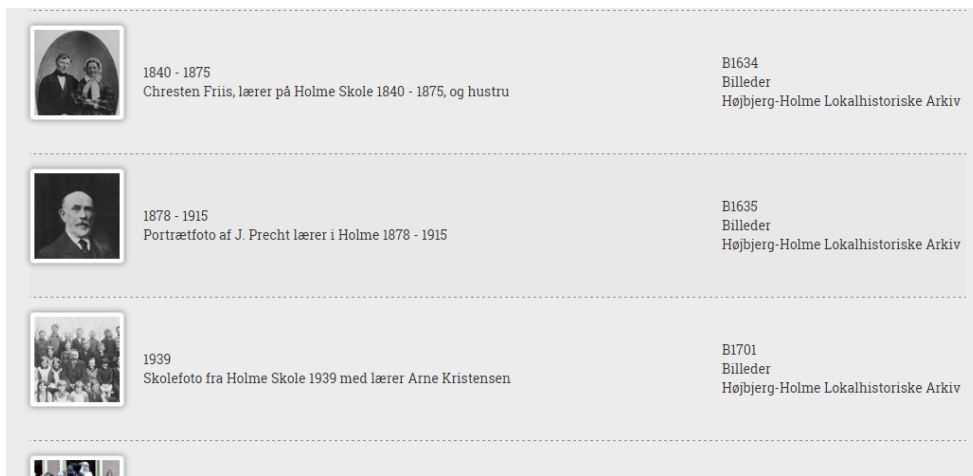 1840 - 1875
Chresten Friis, lærer på Holme Skole 1840 - 1875, og hustru
B1634
Billeder
Højbjerg-Holme Lokalhistoriske Arkiv
1878 - 1915
Portrætfoto af J. Precht lærer i Holme 1878 - 1915
B1635
Billeder
Højbjerg-Holme Lokalhistoriske Arkiv
1939
Skolefoto fra Holme Skole 1939 med lærer Arne Kristensen
B1701
Billeder
Højbjerg-Holme Lokalhistoriske Arkiv